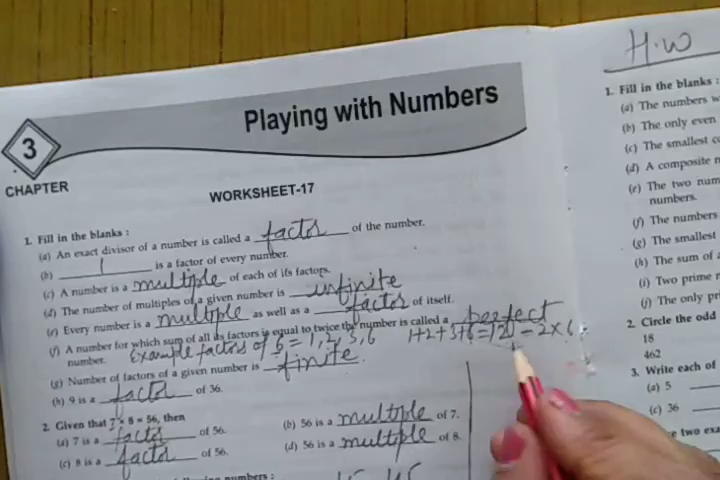 H.W
3
CHAPTER
Playing with Numbers
WORKSHEET-17
1. Fill in the blanks :
(a) An exact divisor of a number is called a factor of the number.
(b) 1 is a factor of every number.
(c) A number is a multiple of each of its factors.
(d) The number of multiples of a given number is infinite
(e) Every number is a multiple as well as a factor of itself.
(f) A number for which sum of all its factors is equal to twice the number is called a perfect
number. Example factors of 6 = 1, 2, 3, 6 1+2+3+6=12 = 2×6
(g) Number of factors of a given number is finite.
(h) 9 is a factor of 36.
2. Given that 7 × 8 = 56, then
(a) 7 is a factor of 56.
(b) 56 is a multiple of 7.
(c) 8 is a factor of 56.
(d) 56 is a multiple of 8.
numbers :
1. Fill in the blanks :
(a) The numbers
(b) The only even
(c) The smallest
(d) A composite
(e) The two
numbers.
(f) The numbers
(g) The smallest
(h) The sum of
(i) Two prime
(j) The only
2. Circle the odd
18
462
3. Write each of
(a) 5
(c) 36
two